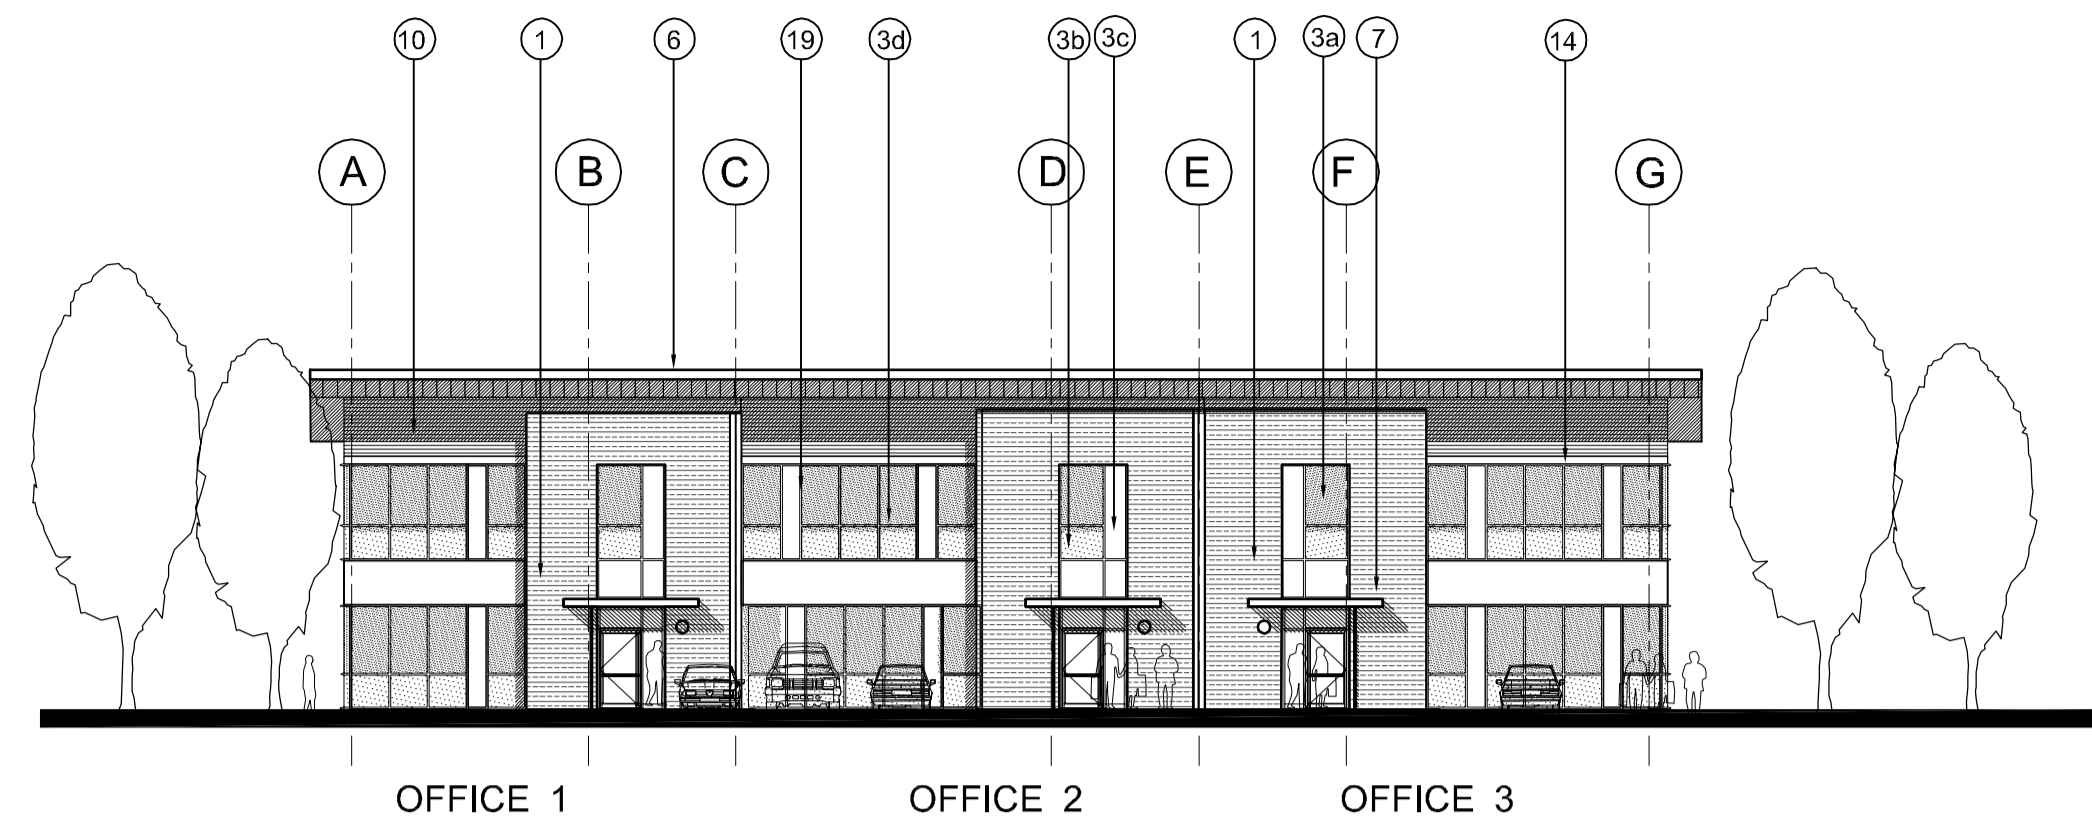 10 1 6 19 3d 3b 3c 1 3a 7 14
A B C D E F G
OFFICE 1 OFFICE 2 OFFICE 3